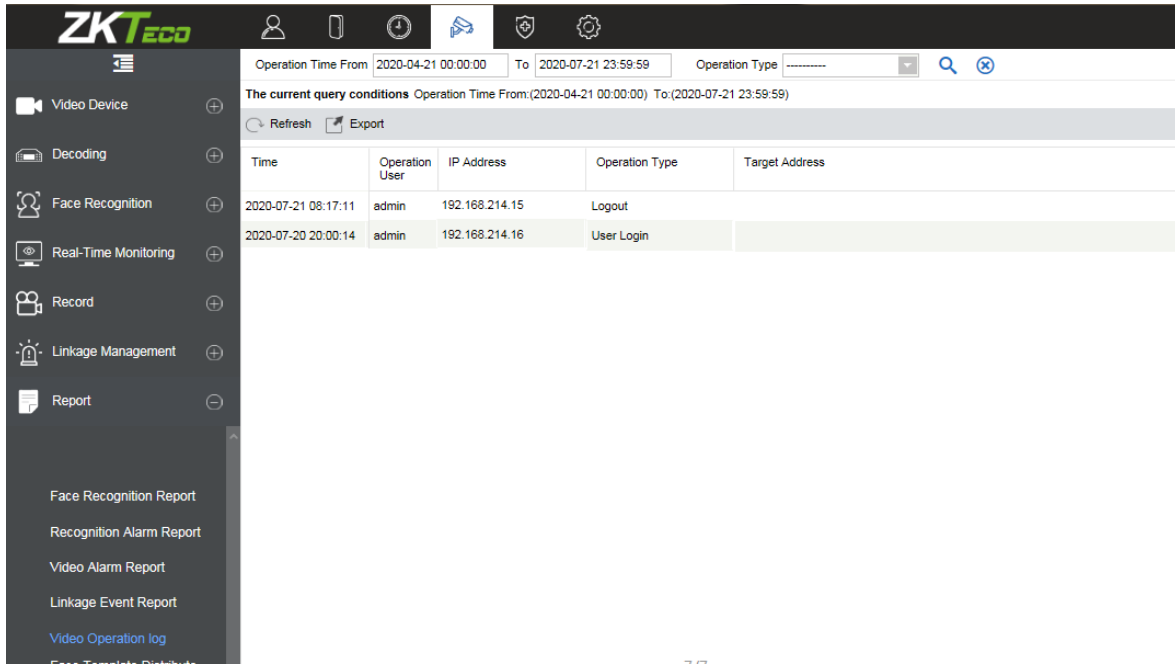 ZKTECO
Operation Time From 2020-04-21 00:00:00 To 2020-07-21 23:59:59 Operation Type ----------
The current query conditions Operation Time From:(2020-04-21 00:00:00) To:(2020-07-21 23:59:59)
Refresh Export
Time Operation User IP Address Operation Type Target Address
2020-07-21 08:17:11 admin 192.168.214.15 Logout
2020-07-20 20:00:14 admin 192.168.214.16 User Login
Video Device
Decoding
Face Recognition
Real-Time Monitoring
Record
Linkage Management
Report
Face Recognition Report
Recognition Alarm Report
Video Alarm Report
Linkage Event Report
Video Operation log
Face Template Distribute